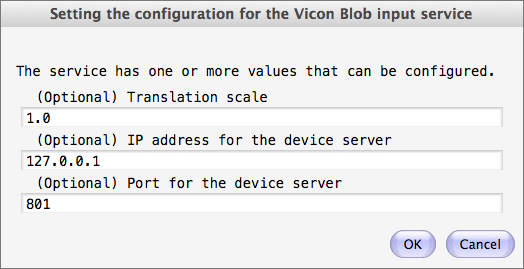 Setting the configuration for the Vicon Blob input service
The service has one or more values that can be configured.
(Optional) Translation scale
1.0
(Optional) IP address for the device server
127.0.0.1
(Optional) Port for the device server
801
OK Cancel